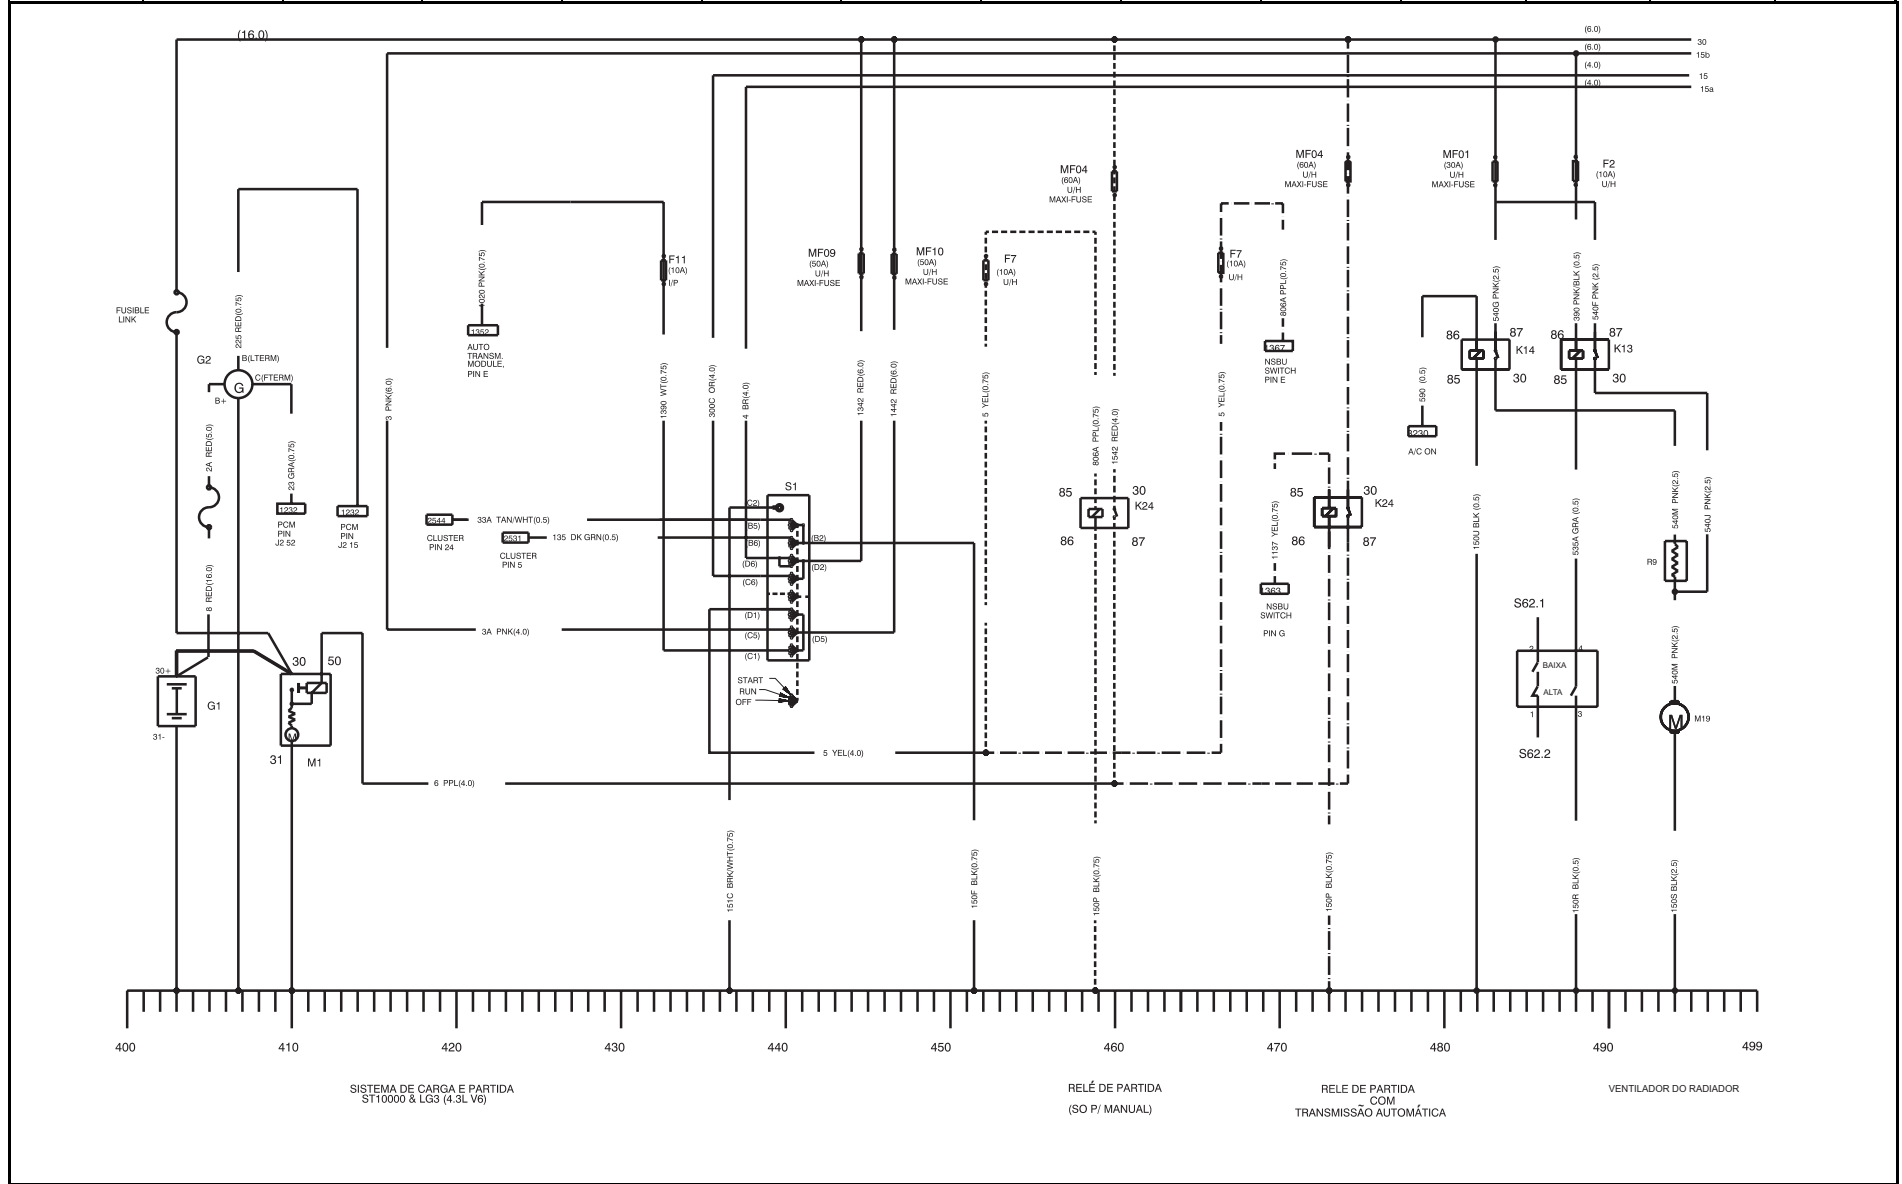 (16.0)
(6.0)
30
(6.0)
15b
(4.0)
15
(4.0)
15a
MF04
(60A)
U/H
MAXI-FUSE
MF04
(60A)
U/H
MAXI-FUSE
MF01
(30A)
U/H
MAXI-FUSE
F2
(10A)
U/H
F11
(10A)
I/P
MF09
(50A)
U/H
MAXI-FUSE
MF10
(50A)
U/H
MAXI-FUSE
F7
(10A)
U/H
F7
(10A)
U/H
FUSIBLE
LINK
225 RED(0.75)
020 PNK(0.75)
1352
AUTO
TRANSM.
MODULE,
PIN E
806A PPL(0.75)
367
NSBU
SWITCH
PIN E
540G PNK(2.5)
390 PNK/BLK (0.5)
540F PNK (2.5)
86
87
K14
85
30
86
87
K13
85
30
590 (0.5)
A/C ON
G2
B(LTERM)
G
C(FTERM)
B+
2A RED(5.0)
23 GRA(0.75)
1232
PCM
PIN
J2 52
1232
PCM
PIN
J2 15
8 RED(16.0)
3 PNK(6.0)
1390 WT(0.75)
300C OR(4.0)
4 BR(4.0)
1342 RED(6.0)
1442 RED(6.0)
5 YEL(0.75)
806A PPL(0.75)
1542 RED(4.0)
5 YEL(0.75)
S1
(C2)
(B5)
(B6)
(B2)
(D6)
(D2)
(C6)
(D1)
(C5)
(D5)
(C1)
2544
33A TAN/WHT(0.5)
CLUSTER
PIN 24
2531
135 DK GRN(0.5)
CLUSTER
PIN 5
3A PNK(4.0)
START
RUN
OFF
85
30
K24
86
87
85
30
K24
86
87
1137 YEL(0.75)
363
NSBU
SWITCH
PIN G
150U BLK (0.5)
535A GRA (0.5)
540M PNK(2.5)
540J PNK(2.5)
R9
S62.1
2
4
BAIXA
ALTA
1
3
S62.2
540M PNK(2.5)
M
M19
30+
G1
31-
30
50
M
31
M1
5 YEL(4.0)
6 PPL(4.0)
151C BRK/WHT(0.75)
150F BLK(0.75)
150P BLK(0.75)
150P BLK(0.75)
150R BLK(0.5)
150S BLK(2.5)
400
410
420
430
440
450
460
470
480
490
499
SISTEMA DE CARGA E PARTIDA
ST10000 & LG3 (4.3L V6)
RELÉ DE PARTIDA
(SO P/ MANUAL)
RELE DE PARTIDA
COM
TRANSMISSÃO AUTOMÁTICA
VENTILADOR DO RADIADOR